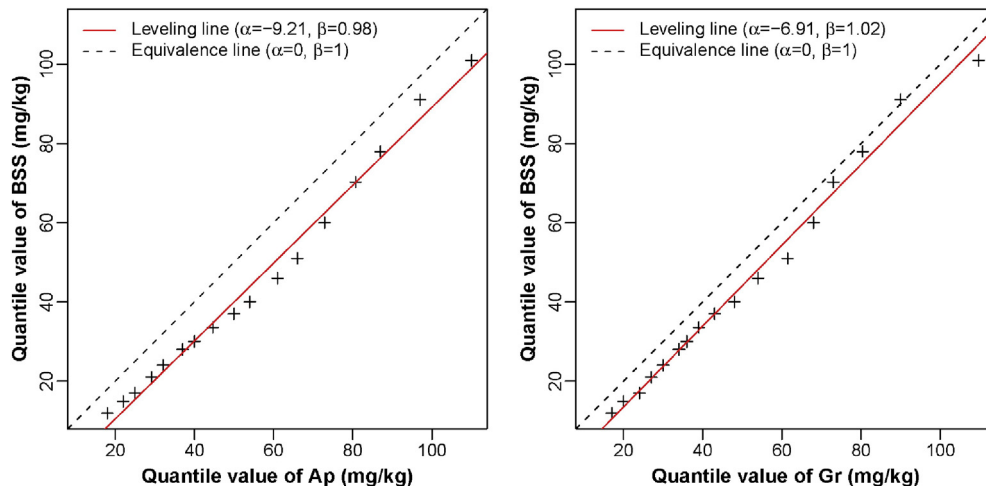 Leveling line (α=−9.21, β=0.98)
Equivalence line (α=0, β=1)
100
80
60
40
20
Quantile value of BSS (mg/kg)
20 40 60 80 100
Quantile value of Ap (mg/kg)
Leveling line (α=-6.91, β=1.02)
Equivalence line (α=0, β=1)
100
80
60
40
20
Quantile value of BSS (mg/kg)
20 40 60 80 100
Quantile value of Gr (mg/kg)